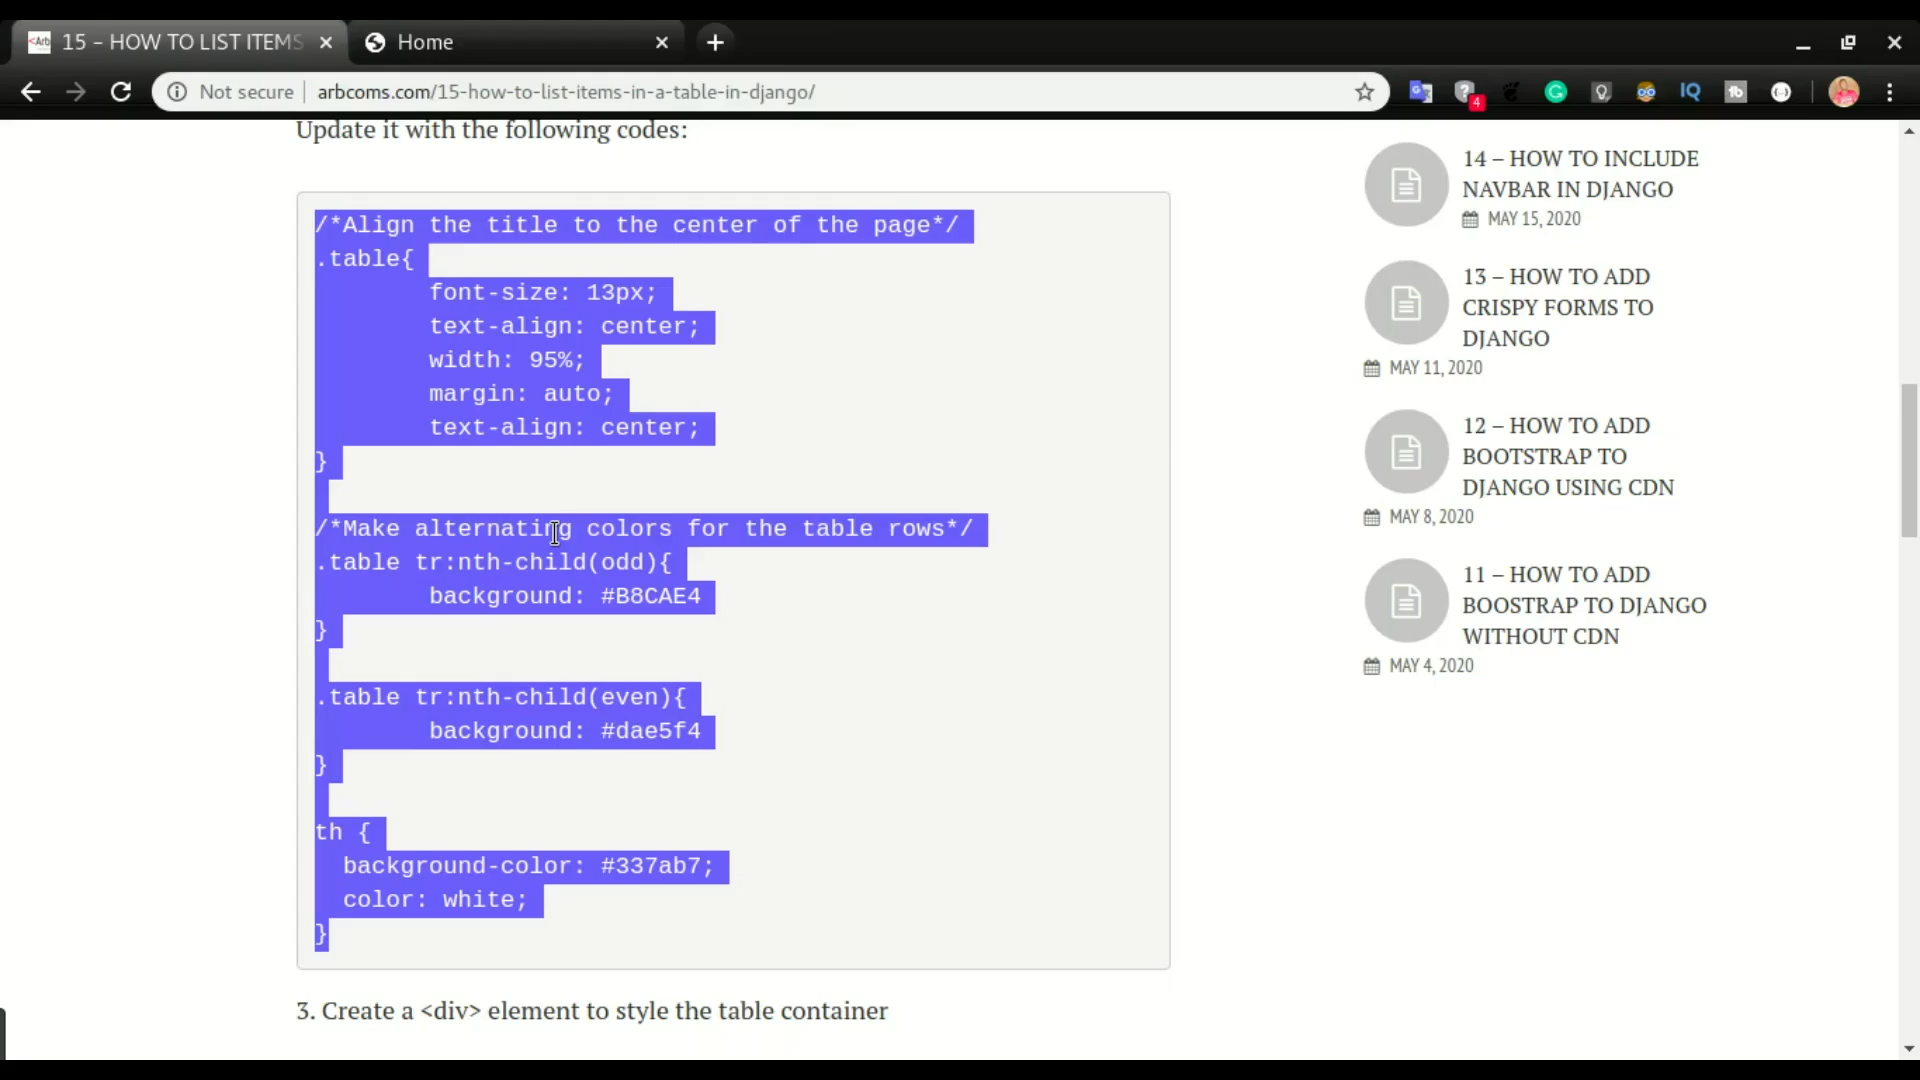 <Arb 15 – HOW TO LIST ITEMS
Home
Not secure
arbcoms.com/15-how-to-list-items-in-a-table-in-django/
4
IQ
Update it with the following codes:
/*Align the title to the center of the page*/
.table{
font-size: 13px;
text-align: center;
width: 95%;
margin: auto;
text-align: center;
}
/*Make alternating colors for the table rows*/
.table tr:nth-child(odd){
background: #B8CAE4
}
.table tr:nth-child(even){
background: #dae5f4
}
th {
background-color: #337ab7;
color: white;
}
3. Create a <div> element to style the table container
14 – HOW TO INCLUDE
NAVBAR IN DJANGO
MAY 15, 2020
13 – HOW TO ADD
CRISPY FORMS TO
DJANGO
MAY 11, 2020
12 – HOW TO ADD
BOOTSTRAP TO
DJANGO USING CDN
MAY 8, 2020
11 – HOW TO ADD
BOOSTRAP TO DJANGO
WITHOUT CDN
MAY 4, 2020